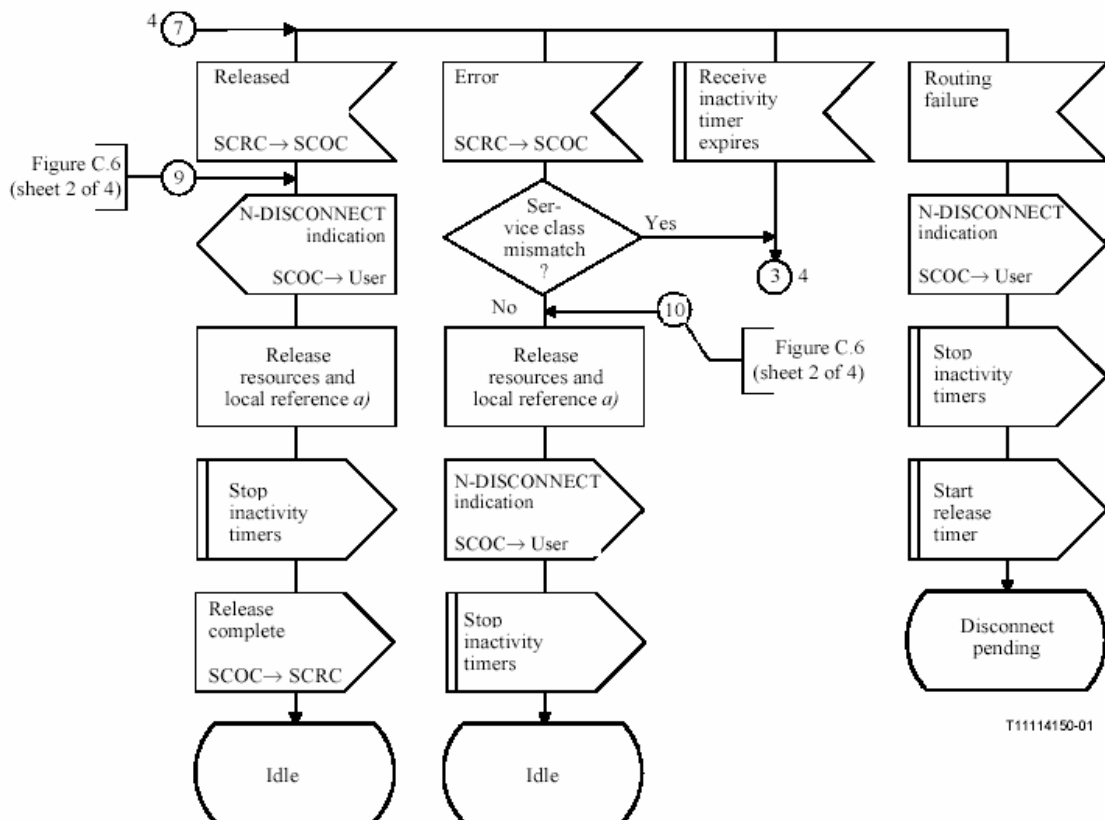 4 7
Released
SCRC→ SCOC
Error
SCRC→ SCOC
Receive
inactivity
timer
expires
Routing
failure
Figure C.6
(sheet 2 of 4)
9
N-DISCONNECT
indication
SCOC→ User
Ser-
vice class
mismatch
?
Yes
No
3 4
10
Figure C.6
(sheet 2 of 4)
N-DISCONNECT
indication
SCOC→ User
Release
resources and
local reference a)
Release
resources and
local reference a)
Stop
inactivity
timers
Stop
inactivity
timers
N-DISCONNECT
indication
SCOC→ User
Start
release
timer
Release
complete
SCOC→ SCRC
Stop
inactivity
timers
Disconnect
pending
Idle
Idle
T11114150-01